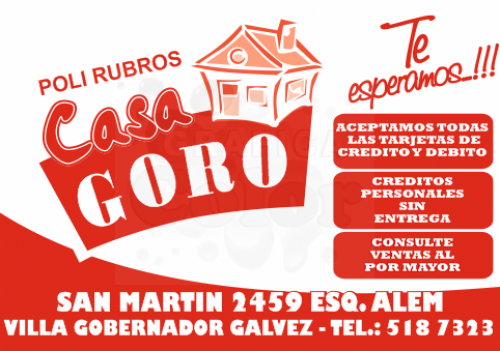 POLI RUBROS
Casa
GORO
Te
esperamos...!!!
ACEPTAMOS TODAS
LAS TARJETAS DE
CREDITO Y DEBITO
CREDITOS
PERSONALES
SIN
ENTREGA
CONSULTE
VENTAS AL
POR MAYOR
SAN MARTIN 2459 ESQ. ALEM
VILLA GOBERNADOR GALVEZ - TEL.: 518 7323